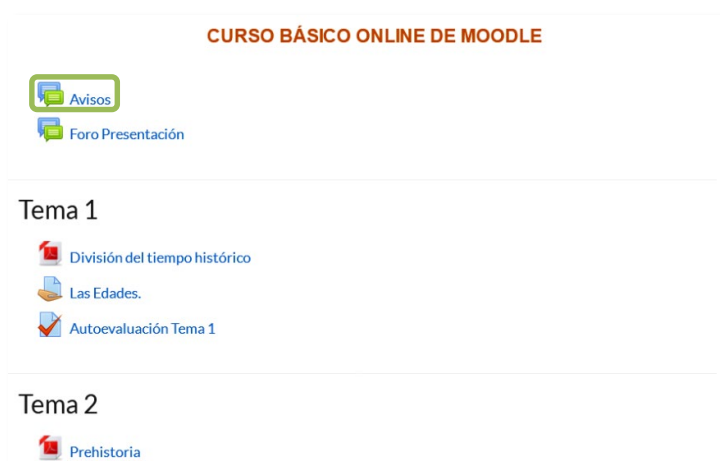 CURSO BÁSICO ONLINE DE MOODLE
Avisos
Foro Presentación
Tema 1
División del tiempo histórico
Las Edades.
Autoevaluación Tema 1
Tema 2
Prehistoria